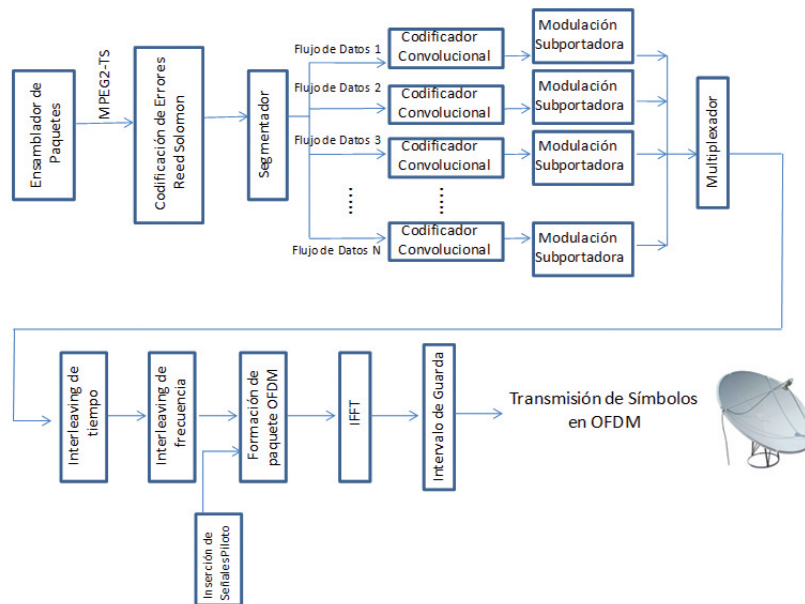 Ensamblador de
Paquetes
MPEG2-TS
Codificación de Errores
Reed Solomon
Segmentador
Flujo de Datos 1
Codificador
Convolucional
Modulación
Subportadora
Flujo de Datos 2
Codificador
Convolucional
Modulación
Subportadora
Flujo de Datos 3
Codificador
Convolucional
Modulación
Subportadora
Flujo de Datos N
Codificador
Convolucional
Modulación
Subportadora
Multiplexador
Interleaving de
tiempo
Interleaving de
frecuencia
Formación de
paquete OFDM
IFFT
Intervalo de Guarda
Transmisión de Símbolos
en OFDM
Inserción de
Señales Piloto